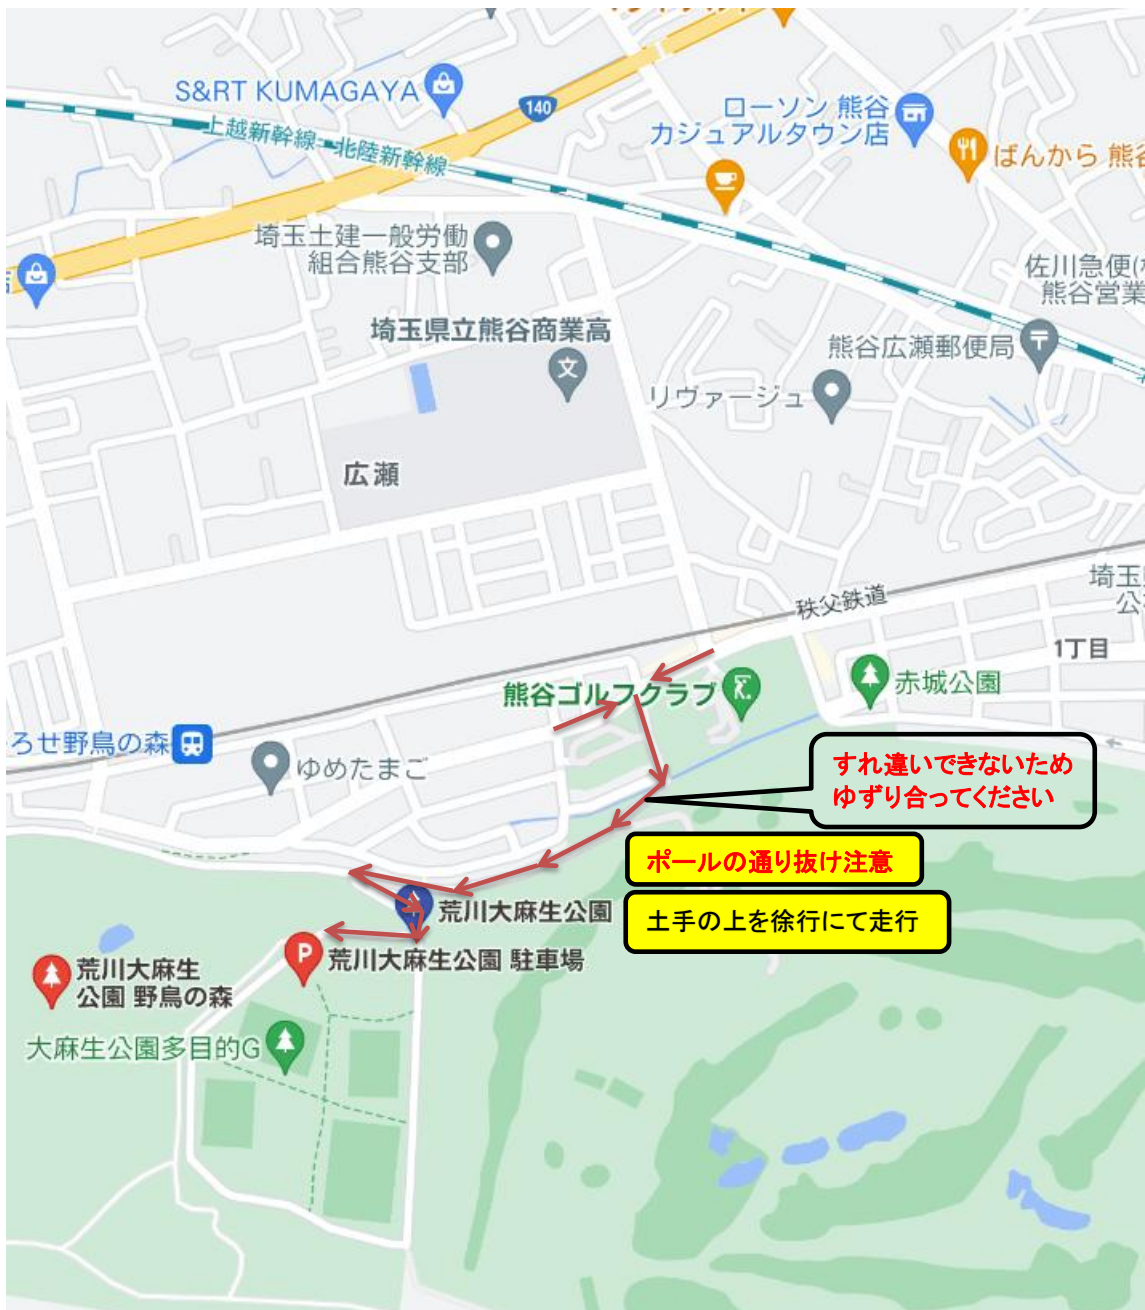 S&RT KUMAGAYA
140
上越新幹線・北陸新幹線
ローソン 熊谷
カジュアルタウン店
ばんから 熊谷
埼玉土建一般労働
組合熊谷支部
佐川急便(
熊谷営業
埼玉県立熊谷商業高
文
熊谷広瀬郵便局
リヴァージュ
広瀬
秩父鉄道
埼玉
公
1丁目
熊谷ゴルフクラブ
赤城公園
ろせ野鳥の森
ゆめたまご
すれ違いできないため
ゆずり合ってください
ポールの通り抜け注意
土手の上を徐行にて走行
荒川大麻生公園
P
荒川大麻生公園 駐車場
荒川大麻生
公園 野鳥の森
大麻生公園多目的G